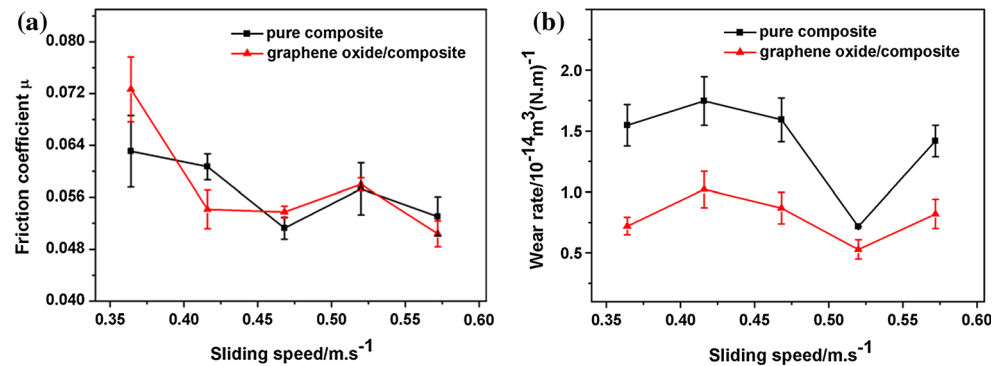 (a)
pure composite
graphene oxide/composite
Friction coefficient μ
0.080
0.072
0.064
0.056
0.048
0.040
0.35
0.40
0.45
0.50
0.55
0.60
Sliding speed/m.s⁻¹
(b)
pure composite
graphene oxide/composite
Wear rate/10⁻¹⁴m³(N.m)⁻¹
2.0
1.5
1.0
0.5
0.35
0.40
0.45
0.50
0.55
0.60
Sliding speed/m.s⁻¹